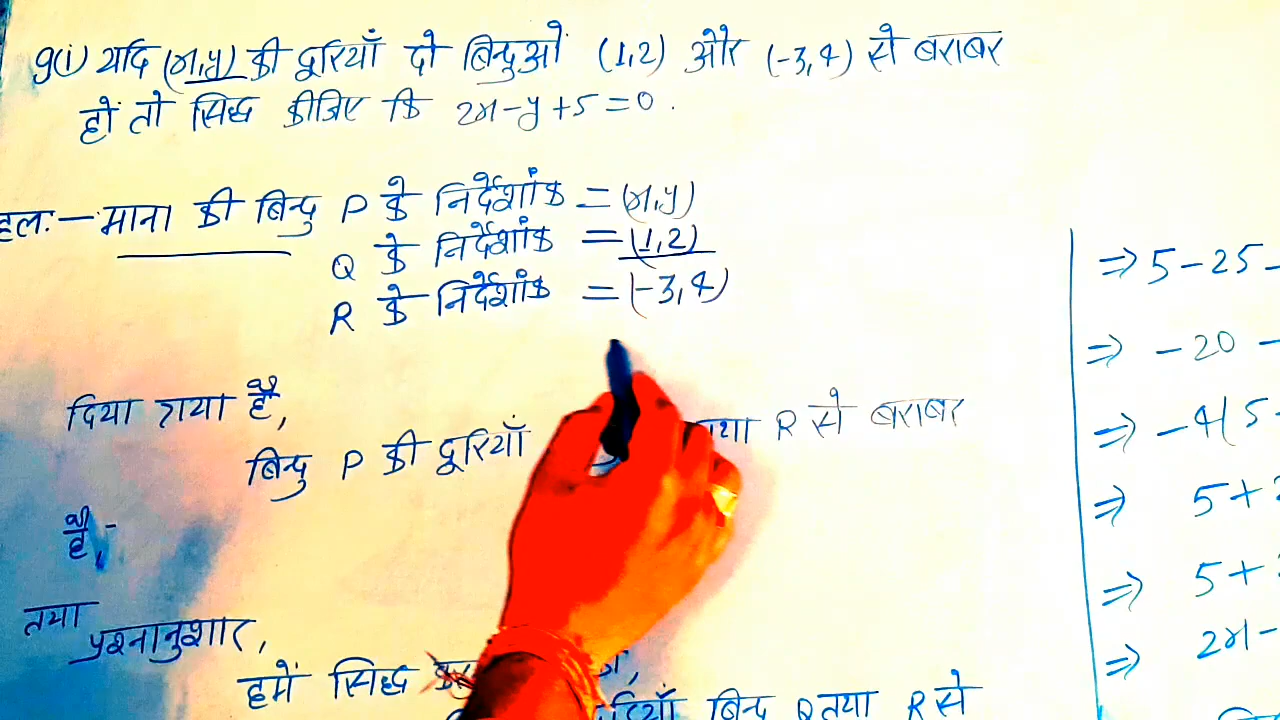 9(i) यदि (x,y) की दूरियाँ दो बिन्दुओं (1,2) और (-3,4) से बराबर
हों तो सिद्ध कीजिए कि 2x-y+5=0.
हल:- माना की बिन्दु P के निर्देशांक =(x,y)
Q के निर्देशांक =(1,2)
R के निर्देशांक =(-3,4)
दिया गया है,
बिन्दु P की दूरियाँ तथा R से बराबर
है,
तथा
प्रश्नानुशार,
हमें सिद्ध
बिन्दु Q तथा R से
⇒ 5-25-
⇒ -20-
⇒ -4(5
⇒ 5+
⇒ 5+
⇒ 2x-